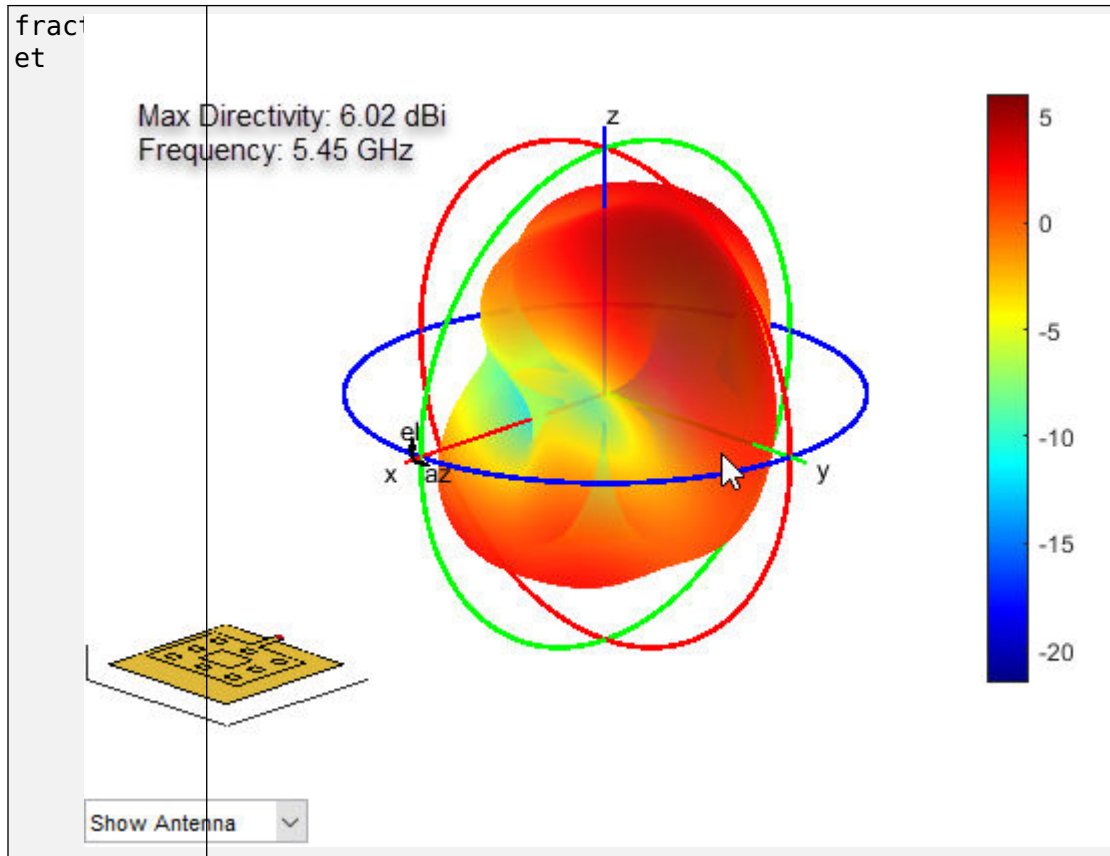 fract
et
Max Directivity: 6.02 dBi
Frequency: 5.45 GHz
z
5
0
-5
-10
-15
-20
el
x
az
y
Show Antenna